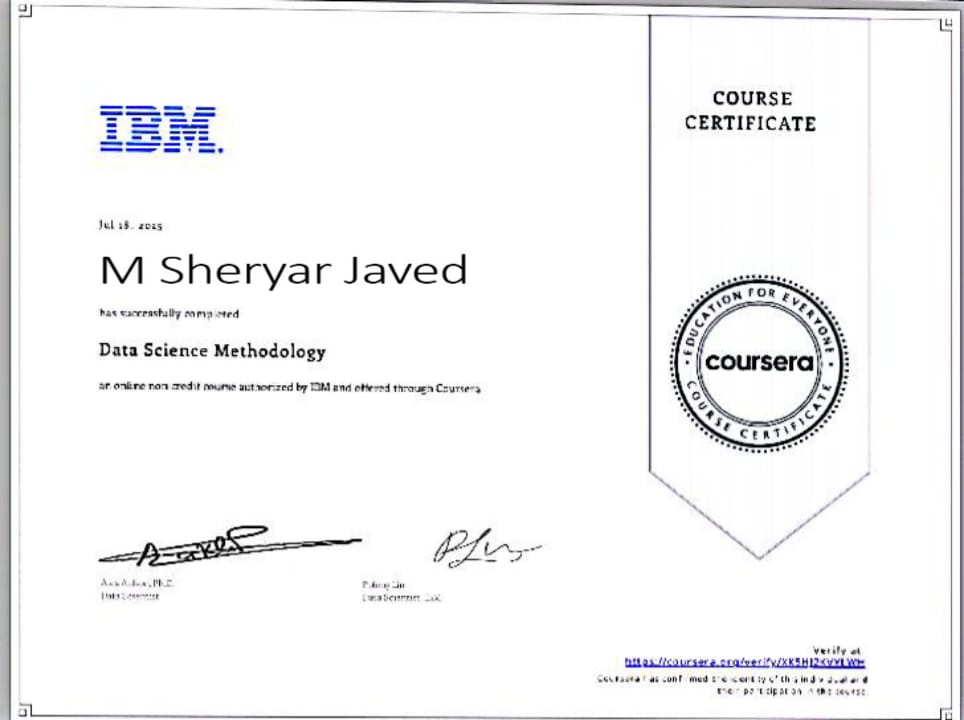 IBM.
COURSE
CERTIFICATE
Jul 18, 2025
M Sheryar Javed
has successfully completed
Data Science Methodology
an online non-credit course authorized by IBM and offered through Coursera
EDUCATION FOR EVERYONE
coursera
COURSE CERTIFICATE
Ph.D.
Data Scientist
Polong Lin
Data Scientist, IBM
Verify at:
https://coursera.org/verify/
Coursera has confirmed the identity of this individual and
their participation in the course.